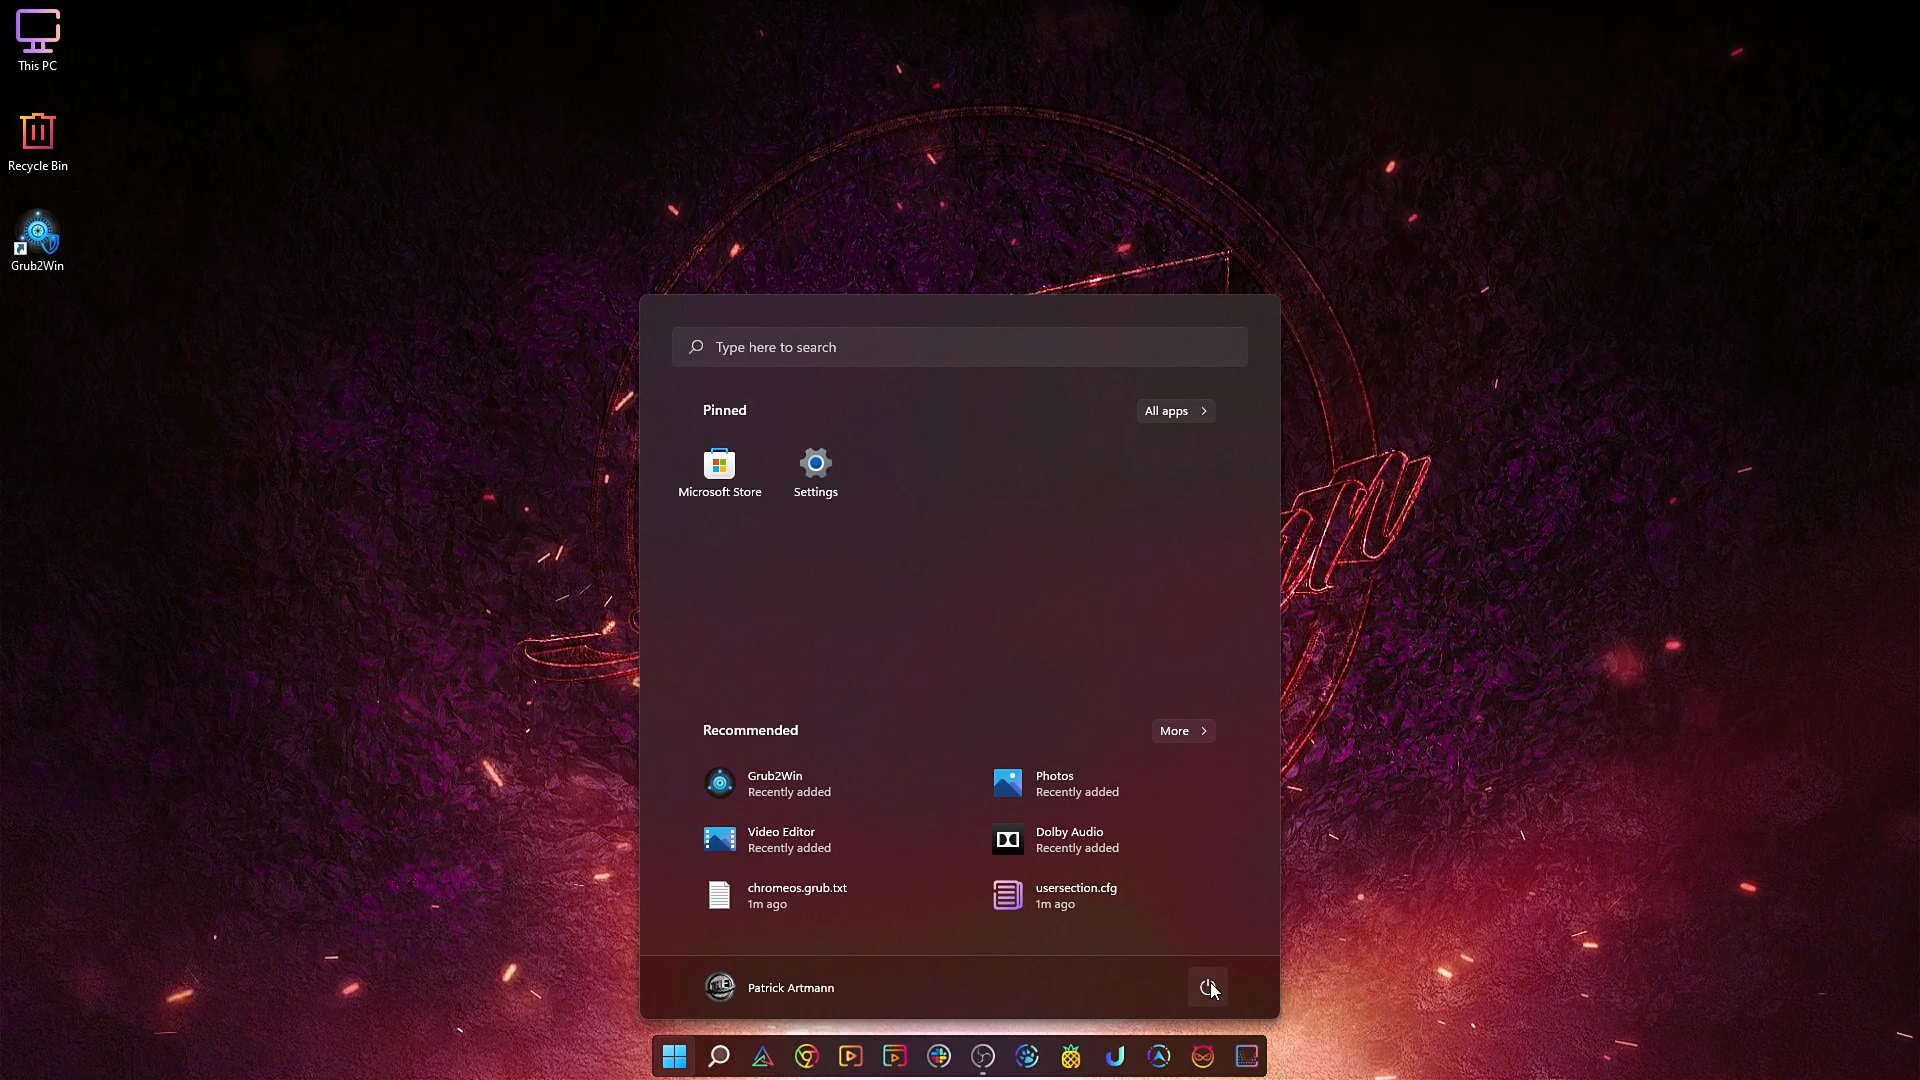 This PC
Recycle Bin
Grub2Win
Type here to search
Pinned
All apps
Microsoft Store
Settings
Recommended
More
Grub2Win
Recently added
Photos
Recently added
Video Editor
Recently added
Dolby Audio
Recently added
chromeos.grub.txt
1m ago
usersection.cfg
1m ago
Patrick Artmann